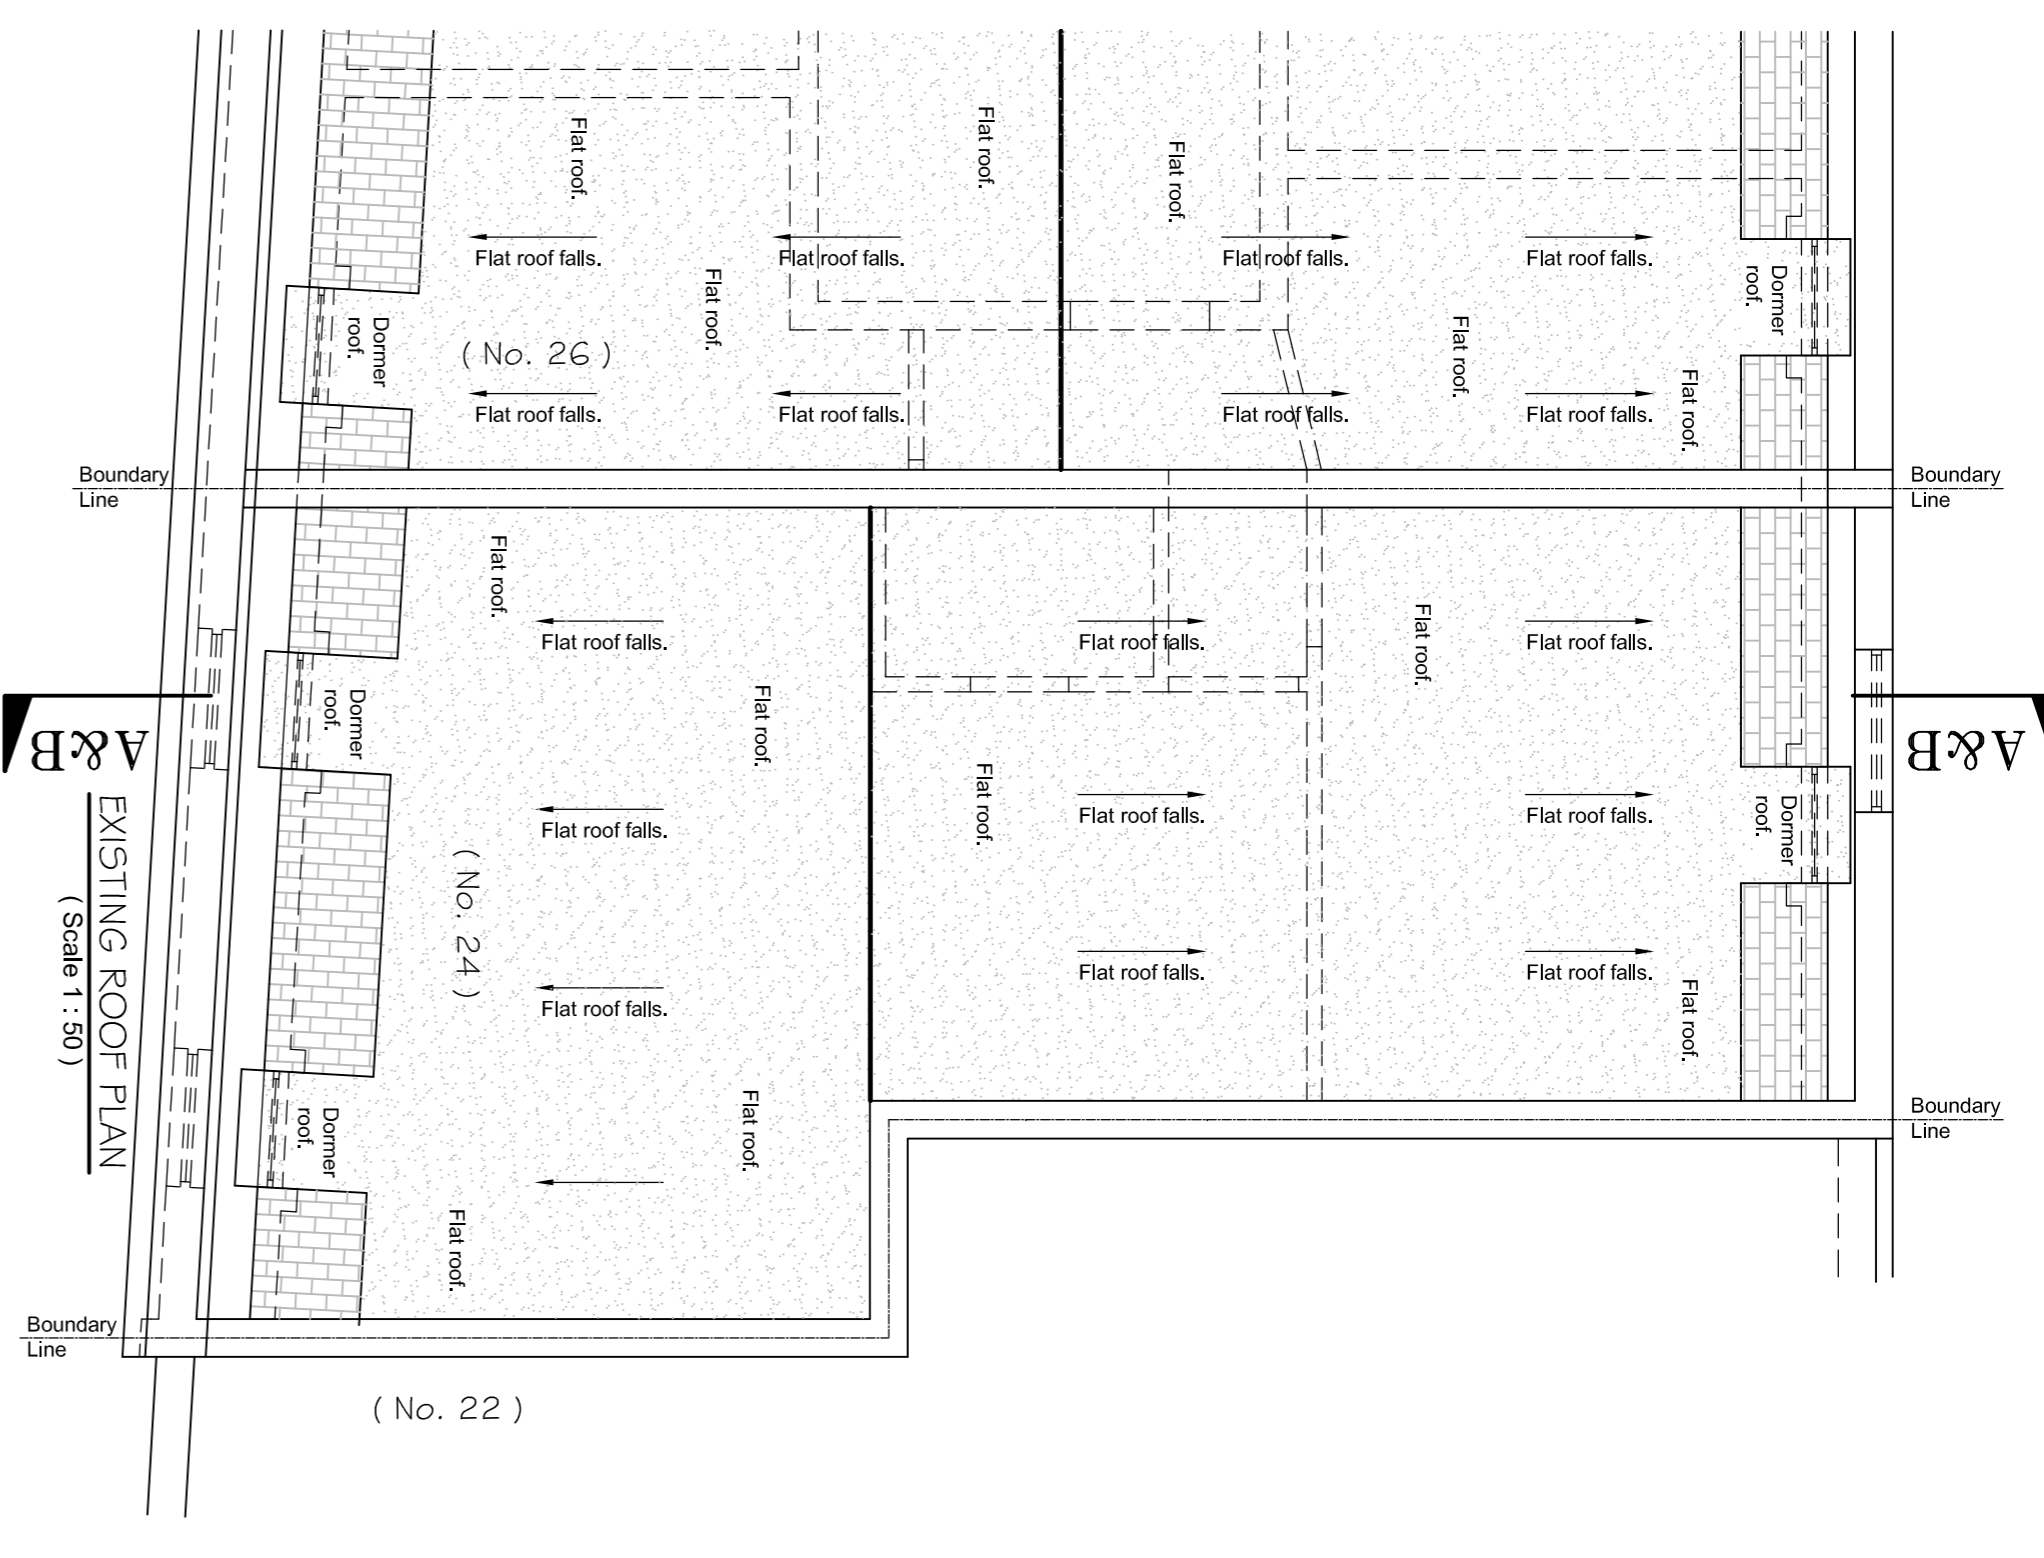 Flat roof.
Flat roof.
Flat roof.
Flat roof falls.
Flat roof falls.
Flat roof falls.
Flat roof falls.
Flat roof.
Dormer
roof.
Dormer
roof.
( No. 26 )
Flat roof.
Flat roof.
Flat roof falls.
Flat roof falls.
Flat roof falls.
Flat roof falls.
Boundary
Line
Boundary
Line
Flat roof.
Flat roof.
Flat roof falls.
Flat roof falls.
Flat roof falls.
Dormer
roof.
Flat roof.
A&B
A&B
Flat roof.
Flat roof falls.
Flat roof falls.
Flat roof falls.
Dormer
roof.
EXISTING ROOF PLAN
( Scale 1 : 50 )
( No. 24 )
Flat roof falls.
Flat roof falls.
Flat roof falls.
Flat roof.
Dormer
roof.
Flat roof.
Boundary
Line
Flat roof.
Boundary
Line
( No. 22 )